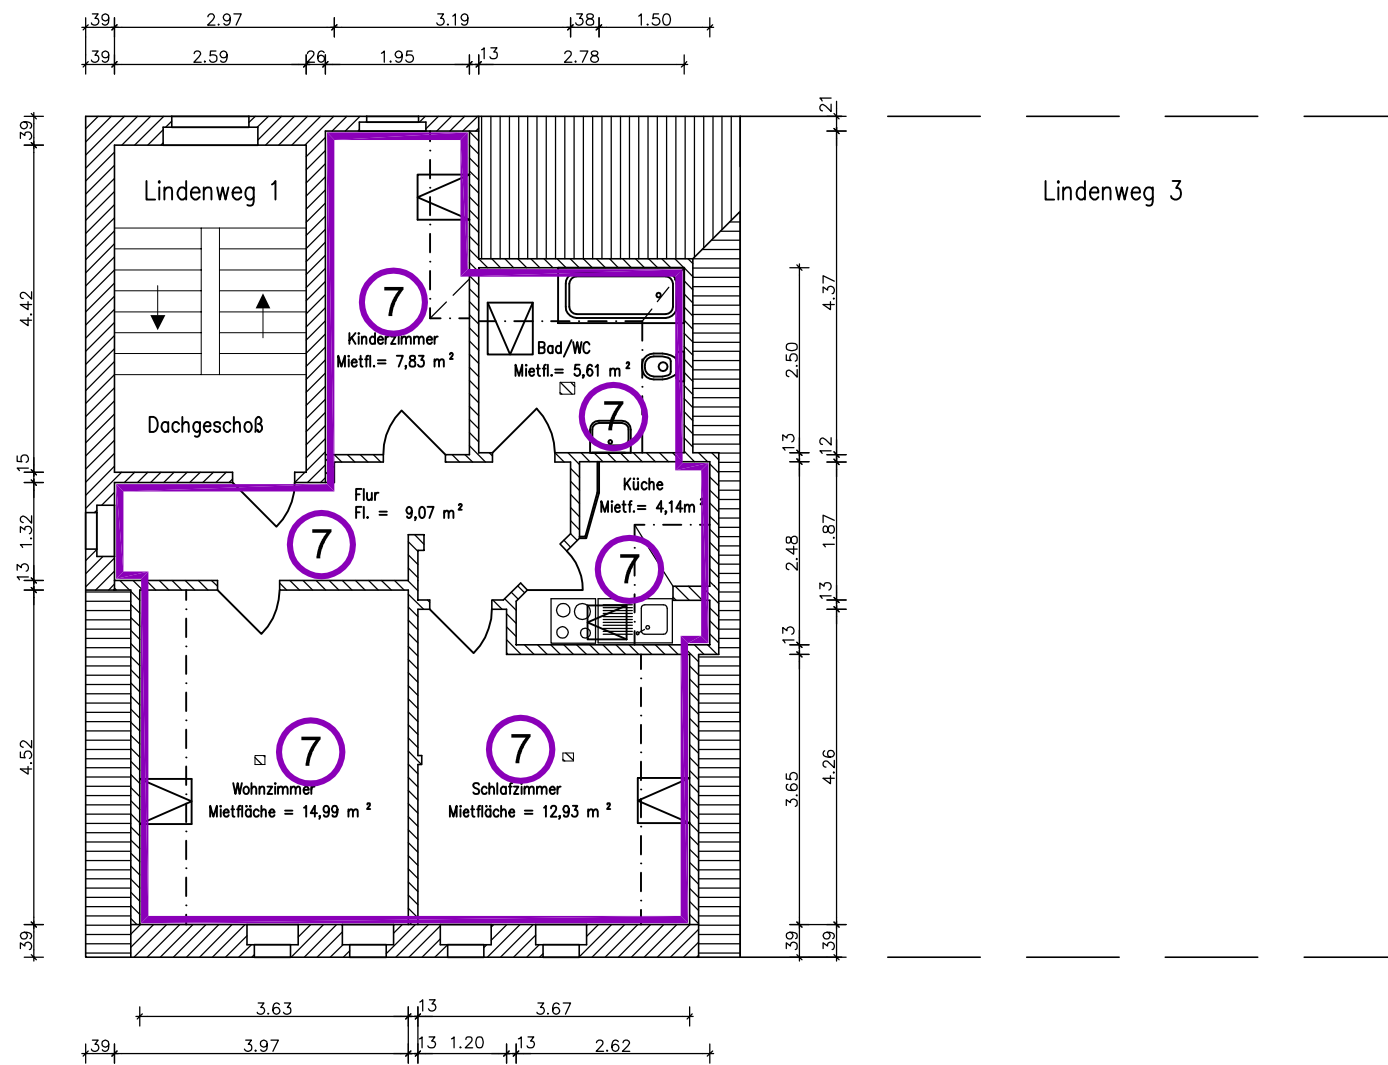 39 2.97 3.19 38 1.50
39 2.59 26 1.95 13 2.78
39 4.42 15 1.32 13 4.52 39
21 4.37 12 1.87 13 4.26 39
2.50 13 2.48 13 3.65 39
Lindenweg 1
Lindenweg 3
7
Kinderzimmer
Mietfl.= 7,83 m²
Bad/WC
Mietfl.= 5,61 m²
7
Dachgeschoß
Flur
Fl. = 9,07 m²
7
Küche
Mietf.= 4,14m²
7
7
Wohnzimmer
Mietfläche = 14,99 m²
7
Schlafzimmer
Mietfläche = 12,93 m²
3.63 13 3.67
39 3.97 13 1.20 13 2.62